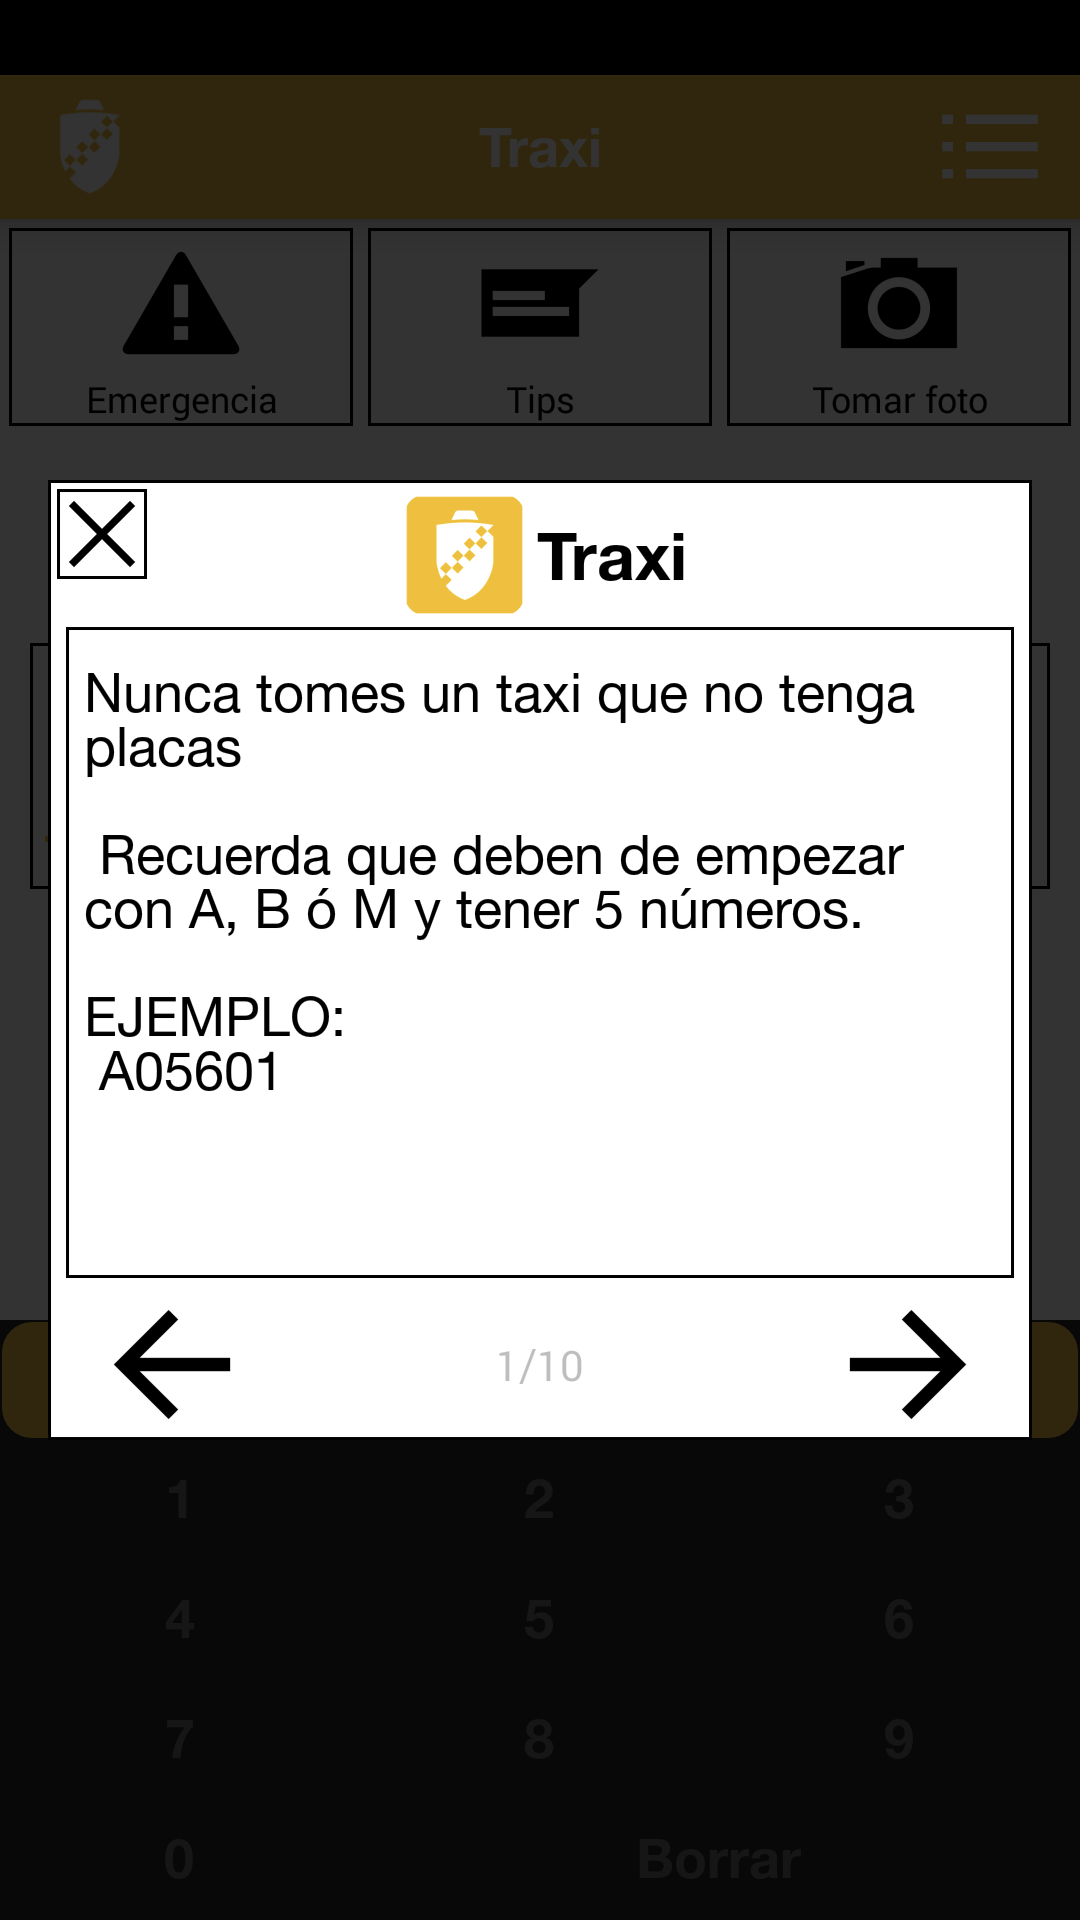 Traxi
Emergencia
Tips
Tomar foto
Traxi
Nunca tomes un taxi que no tenga
placas
Recuerda que deben de empezar
con A, B ó M y tener 5 números.
EJEMPLO:
A05601
1/10
1
2
3
4
5
6
7
8
9
0
Borrar